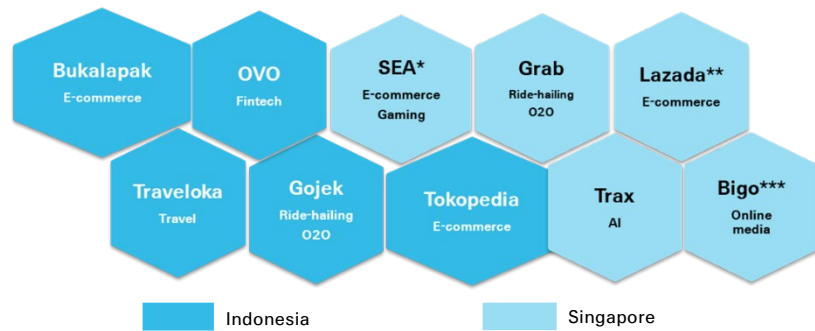 Bukalapak
E-commerce
OVO
Fintech
SEA*
E-commerce
Gaming
Grab
Ride-hailing
O2O
Lazada**
E-commerce
Traveloka
Travel
Gojek
Ride-hailing
O2O
Tokopedia
E-commerce
Trax
AI
Bigo***
Online
media
Indonesia
Singapore